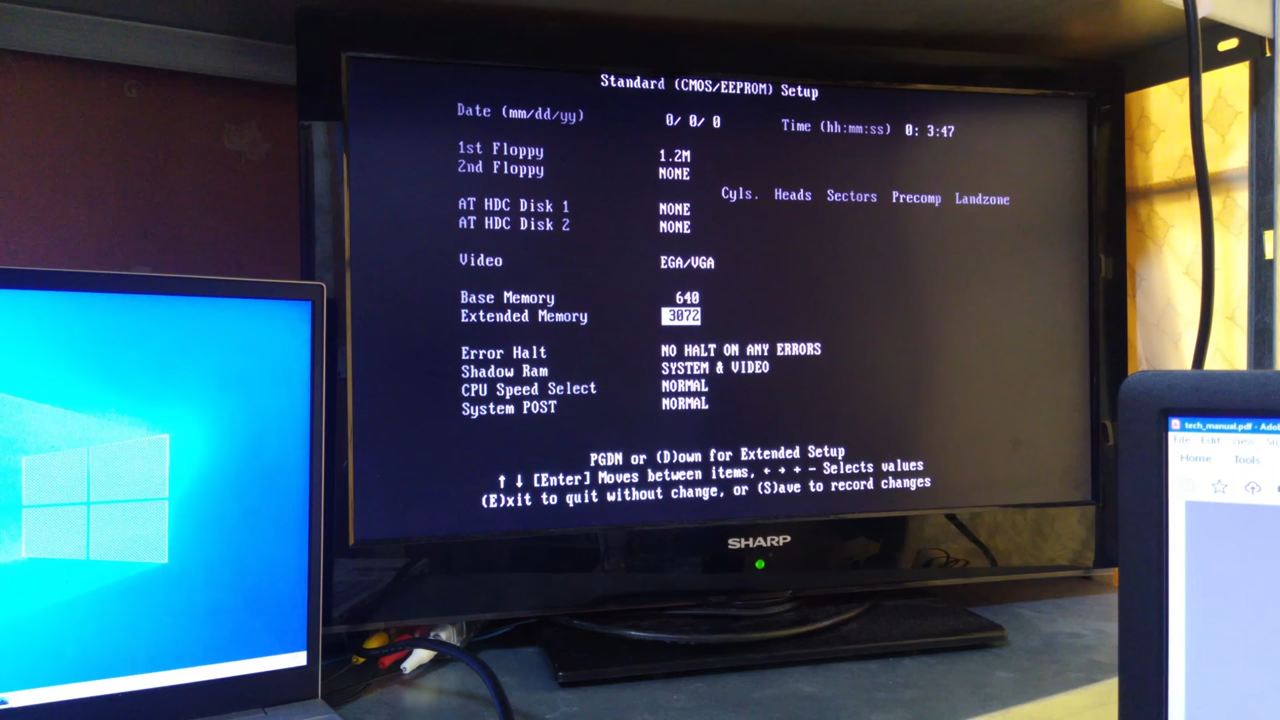 Standard (CMOS/EEPROM) Setup
Date (mm/dd/yy) 0/ 0/ 0 Time (hh:mm:ss) 0: 3:47
1st Floppy 1.2M
2nd Floppy NONE
Cyls. Heads Sectors Precomp Landzone
AT HDC Disk 1 NONE
AT HDC Disk 2 NONE
Video EGA/VGA
Base Memory 640
Extended Memory 3072
Error Halt NO HALT ON ANY ERRORS
Shadow Ram SYSTEM & VIDEO
CPU Speed Select NORMAL
System POST NORMAL
PGDN or (D)own for Extended Setup
↑ ↓ [Enter] Moves between items, ← → + - Selects values
(E)xit to quit without change, or (S)ave to record changes
SHARP
tech_manual.pdf - Adob
File Edit View
Home Tools